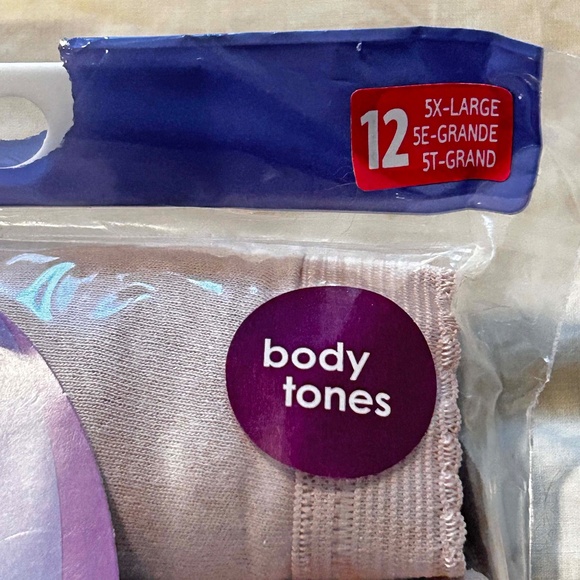 12
5X-LARGE
5E-GRANDE
5T-GRAND
body
tones